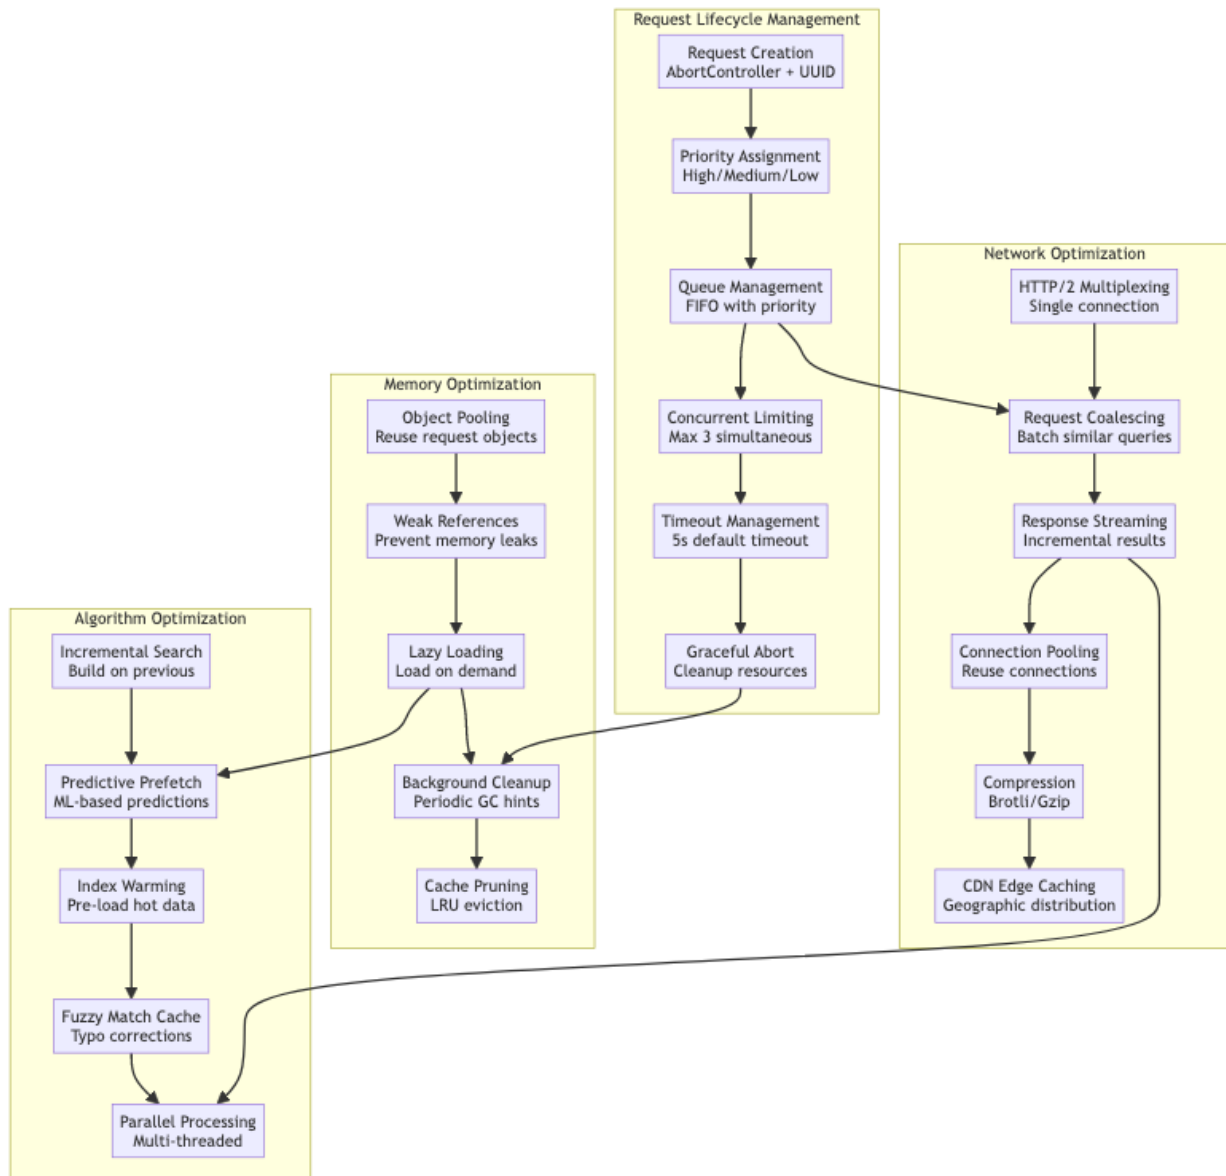 Request Lifecycle Management
Request Creation
AbortController + UUID
Priority Assignment
High/Medium/Low
Queue Management
FIFO with priority
Concurrent Limiting
Max 3 simultaneous
Timeout Management
5s default timeout
Graceful Abort
Cleanup resources
Network Optimization
HTTP/2 Multiplexing
Single connection
Request Coalescing
Batch similar queries
Response Streaming
Incremental results
Connection Pooling
Reuse connections
Compression
Brotli/Gzip
CDN Edge Caching
Geographic distribution
Memory Optimization
Object Pooling
Reuse request objects
Weak References
Prevent memory leaks
Lazy Loading
Load on demand
Background Cleanup
Periodic GC hints
Cache Pruning
LRU eviction
Algorithm Optimization
Incremental Search
Build on previous
Predictive Prefetch
ML-based predictions
Index Warming
Pre-load hot data
Fuzzy Match Cache
Typo corrections
Parallel Processing
Multi-threaded